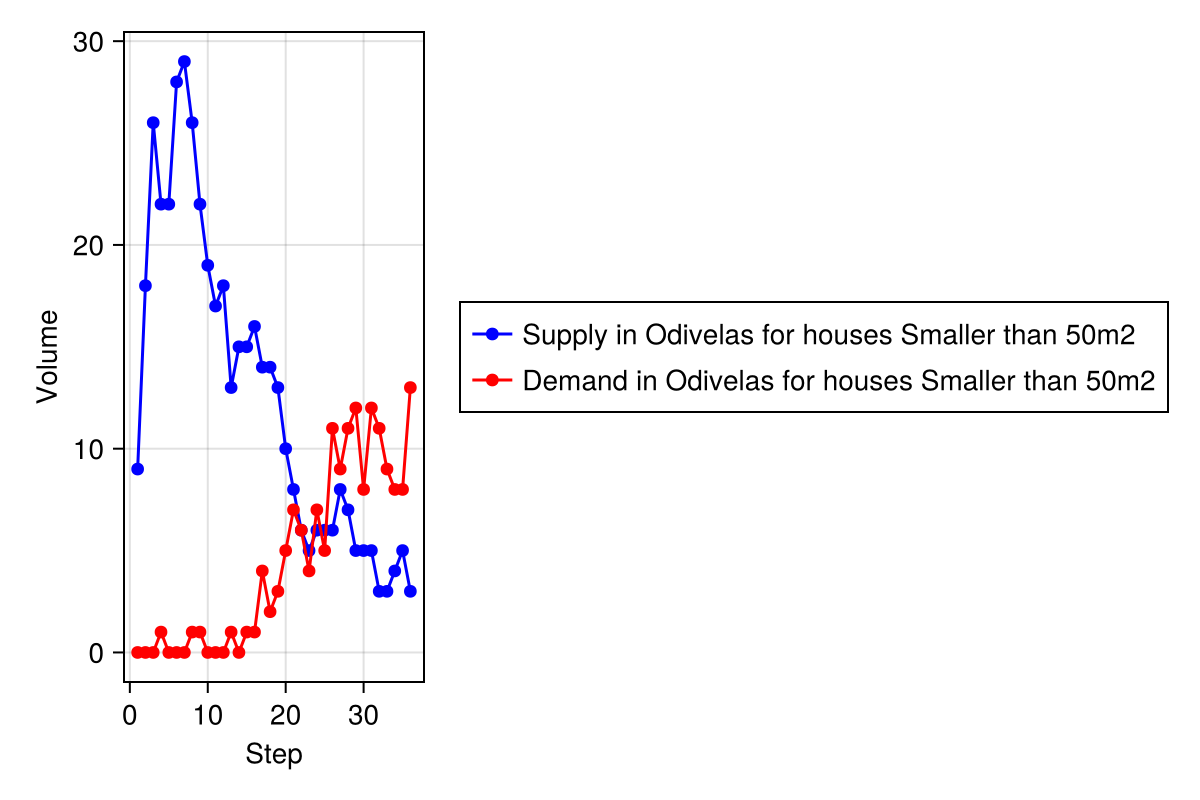 30
20
10
0
Volume
0 10 20 30
Step
Supply in Odivelas for houses Smaller than 50m2
Demand in Odivelas for houses Smaller than 50m2